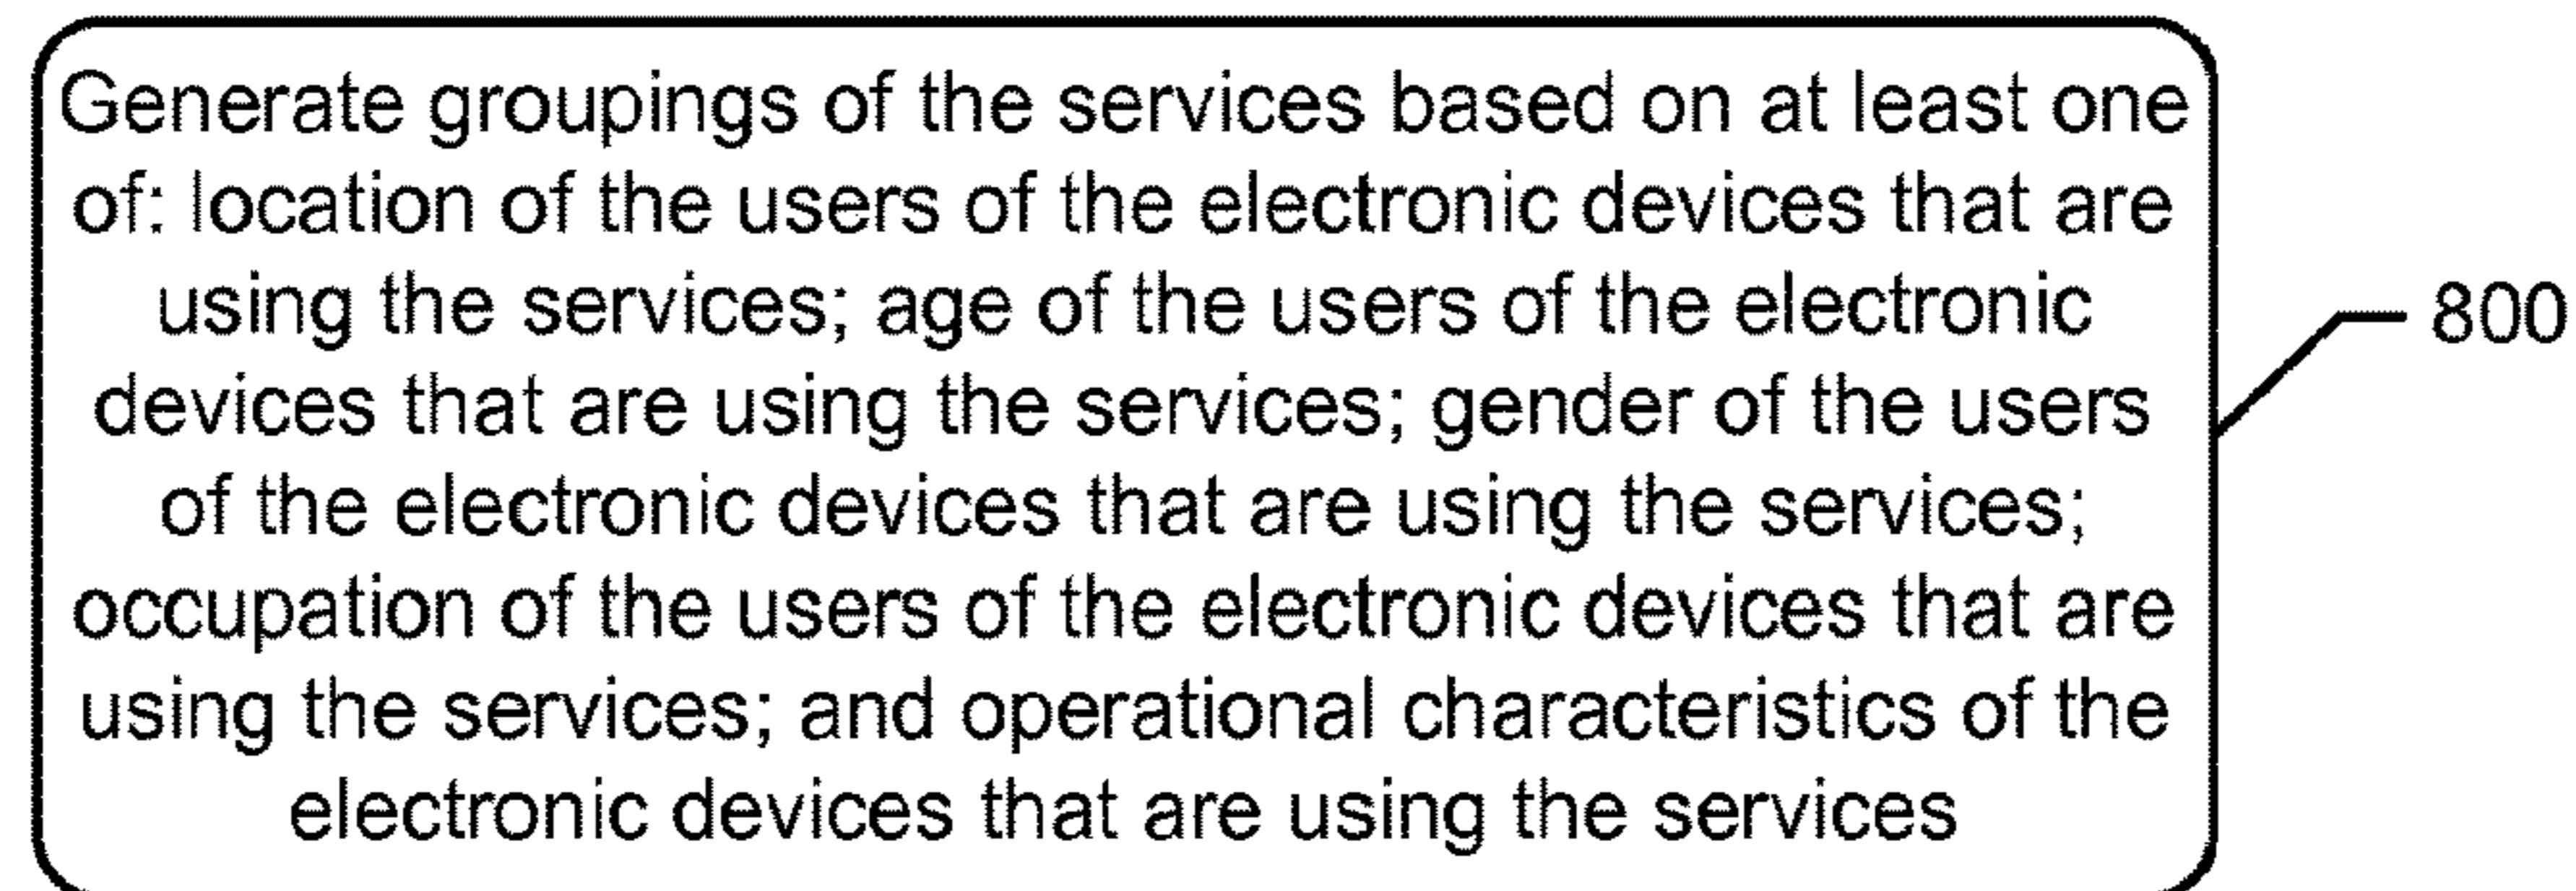 Generate groupings of the services based on at least one
of: location of the users of the electronic devices that are
using the services; age of the users of the electronic
devices that are using the services; gender of the users
of the electronic devices that are using the services;
occupation of the users of the electronic devices that are
using the services; and operational characteristics of the
electronic devices that are using the services
800